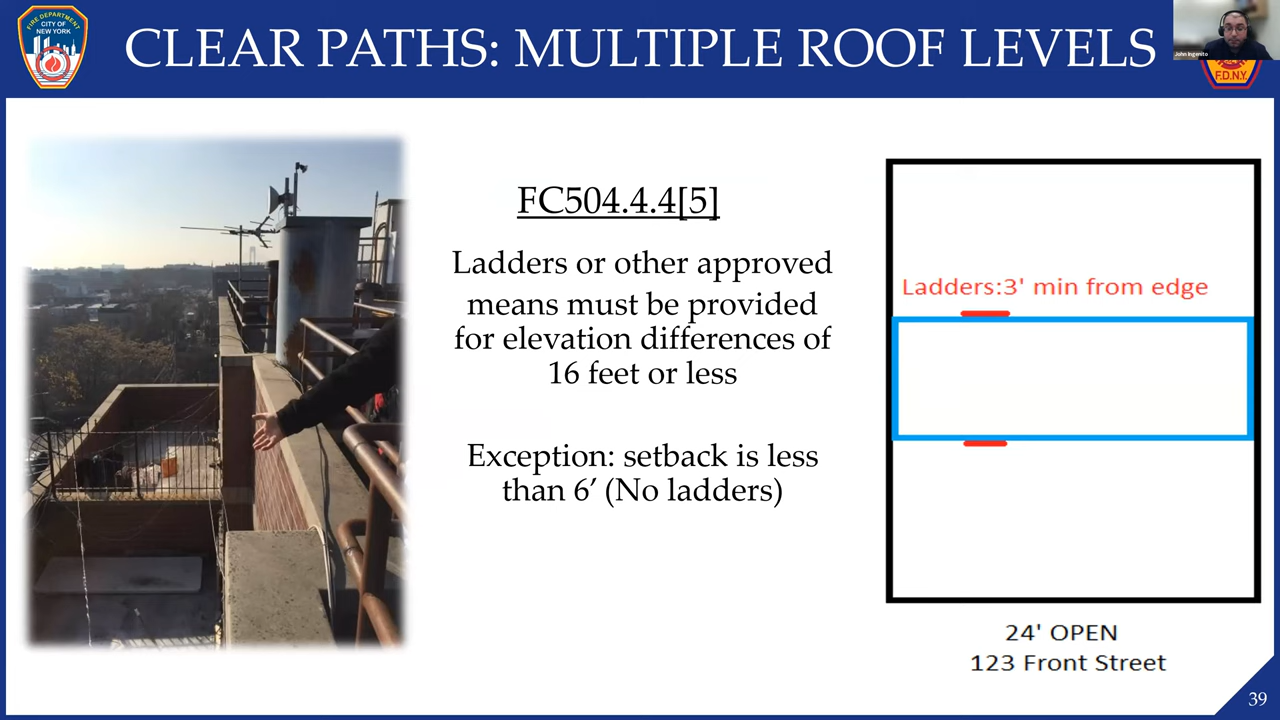 FIRE DEPARTMENT
CITY OF
NEW YORK
CLEAR PATHS: MULTIPLE ROOF LEVELS
John Ingenito
F.D.N.Y.
FC504.4.4[5]
Ladders or other approved
means must be provided
for elevation differences of
16 feet or less
Exception: setback is less
than 6’ (No ladders)
Ladders:3' min from edge
24' OPEN
123 Front Street
39